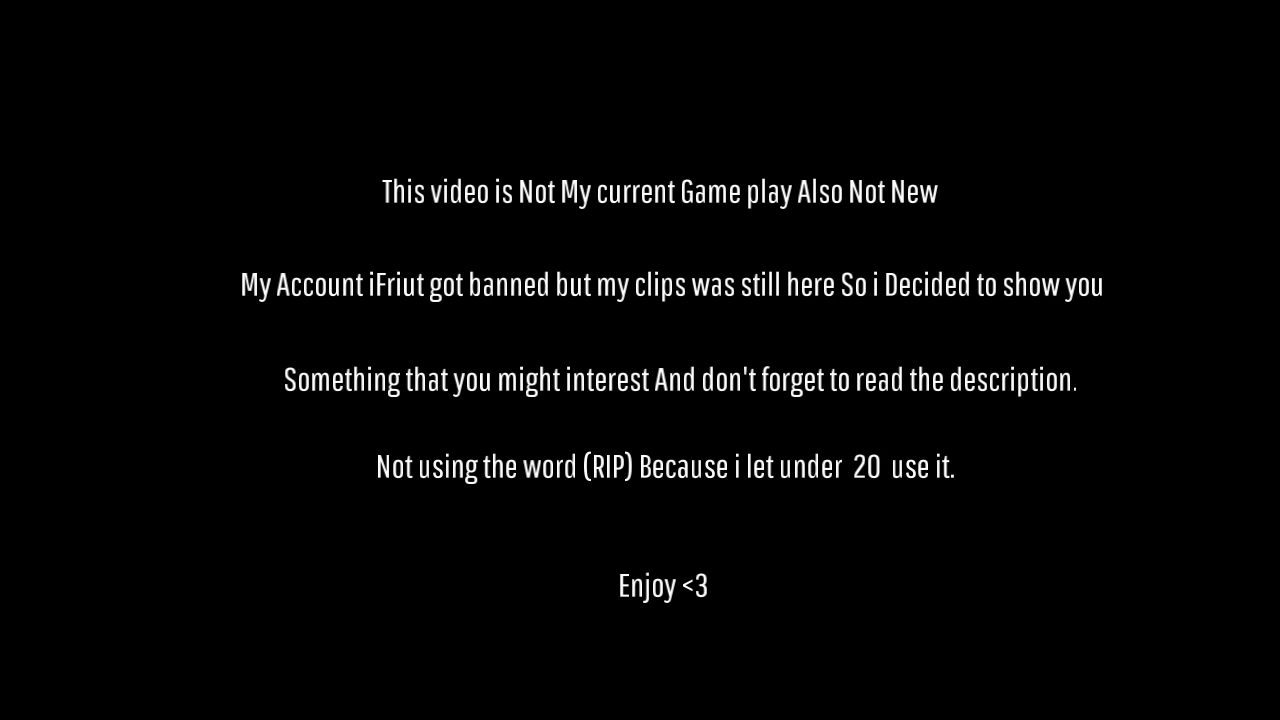 This video is Not My current Game play Also Not New
My Account iFriut got banned but my clips was still here So i Decided to show you
Something that you might interest And don't forget to read the description.
Not using the word (RIP) Because i let under 20 use it.
Enjoy <3